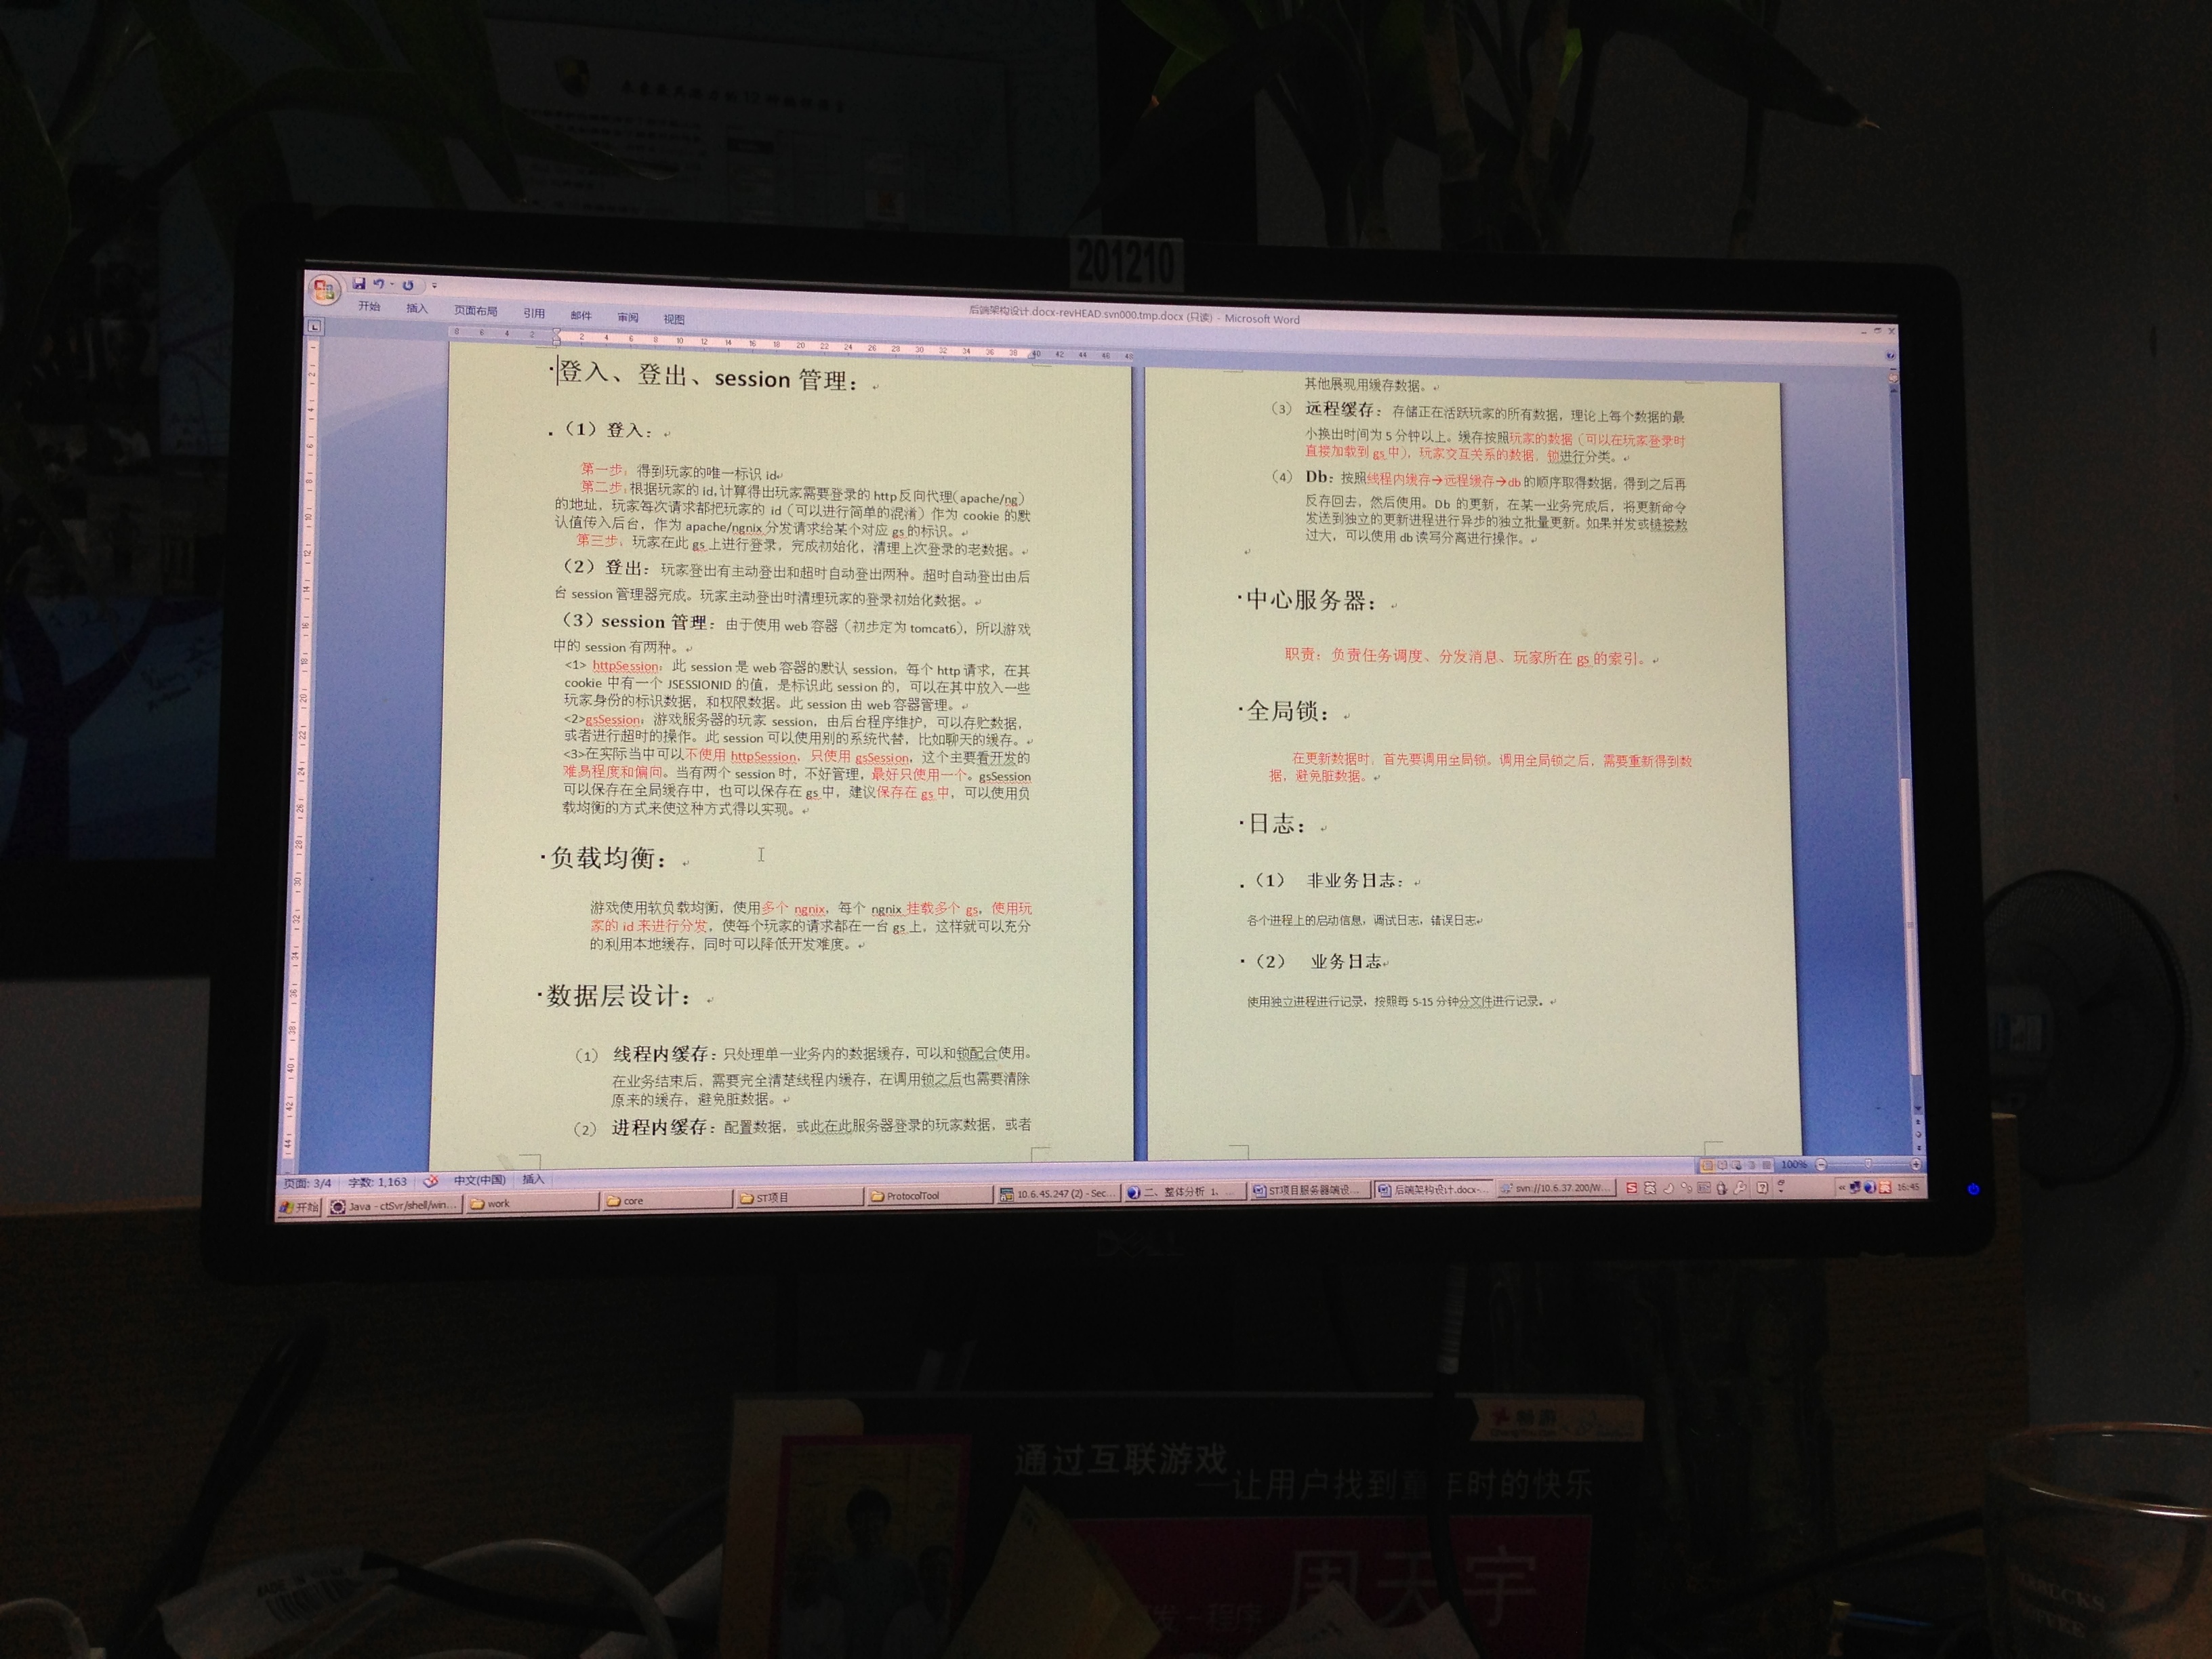 201210
后端架构设计.docx-revHEAD.svn000.tmp.docx (只读) - Microsoft Word
开始 插入 页面布局 引用 邮件 审阅 视图
登入、登出、session 管理：
（1）登入：
第一步：得到玩家的唯一标识 id
第二步：根据玩家的 id,计算得出玩家需要登录的 http 反向代理（apache/ng）
的地址，玩家每次请求都把玩家的 id（可以进行简单的混淆）作为 cookie 的默
认值传入后台，作为 apache/ngnix 分发请求给某个对应 gs 的标识。
第三步：玩家在此 gs 上进行登录，完成初始化，清理上次登录的老数据。
（2）登出：玩家登出有主动登出和超时自动登出两种。超时自动登出由后
台 session 管理器完成。玩家主动登出时清理玩家的登录初始化数据。
（3）session 管理：由于使用 web 容器（初步定为 tomcat6），所以游戏
中的 session 有两种。
<1> httpSession：此 session 是 web 容器的默认 session，每个 http 请求，在其
cookie 中有一个 JSESSIONID 的值，是标识此 session 的，可以在其中放入一些
玩家身份的标识数据，和权限数据。此 session 由 web 容器管理。
<2>gsSession：游戏服务器的玩家 session，由后台程序维护，可以存贮数据，
或者进行超时的操作。此 session 可以使用别的系统代替，比如聊天的缓存。
<3>在实际当中可以不使用 httpSession，只使用 gsSession，这个主要看开发的
难易程度和偏向。当有两个 session 时，不好管理，最好只使用一个。gsSession
可以保存在全局缓存中，也可以保存在 gs 中，建议保存在 gs 中，可以使用负
载均衡的方式来使这种方式得以实现。
负载均衡：
游戏使用软负载均衡，使用多个 ngnix，每个 ngnix 挂载多个 gs，使用玩
家的 id 来进行分发，使每个玩家的请求都在一台 gs 上，这样就可以充分
的利用本地缓存，同时可以降低开发难度。
数据层设计：
（1） 线程内缓存：只处理单一业务内的数据缓存，可以和锁配合使用。
在业务结束后，需要完全清楚线程内缓存，在调用锁之后也需要清除
原来的缓存，避免脏数据。
（2） 进程内缓存：配置数据，或此在此服务器登录的玩家数据，或者
其他展现用缓存数据。
（3） 远程缓存：存储正在活跃玩家的所有数据，理论上每个数据的最
小换出时间为 5 分钟以上。缓存按照玩家的数据（可以在玩家登录时
直接加载到 gs 中），玩家交互关系的数据，锁进行分类。
（4） Db：按照线程内缓存→远程缓存→db 的顺序取得数据，得到之后再
反存回去，然后使用。Db 的更新，在某一业务完成后，将更新命令
发送到独立的更新进程进行异步的独立批量更新。如果并发或链接数
过大，可以使用 db 读写分离进行操作。
中心服务器：
职责：负责任务调度、分发消息、玩家所在 gs 的索引。
全局锁：
在更新数据时，首先要调用全局锁。调用全局锁之后，需要重新得到数
据，避免脏数据。
日志：
（1） 非业务日志：
各个进程上的启动信息，调试日志，错误日志
（2） 业务日志
使用独立进程进行记录，按照每 5-15 分钟分文件进行记录。
页面: 3/4 字数: 1,163 中文(中国) 插入 100%
开始 Java - ctSvr/shell/win... work core ST项目 ProtocolTool 10.6.45.247 (2) - Sec... 二、整体分析 1、... ST项目服务器端设... 后端架构设计.docx-... svn://10.6.37.200/W... 16:45
DELL
畅游
通过互联游戏
让用户找到童年时的快乐
周天宇
程序